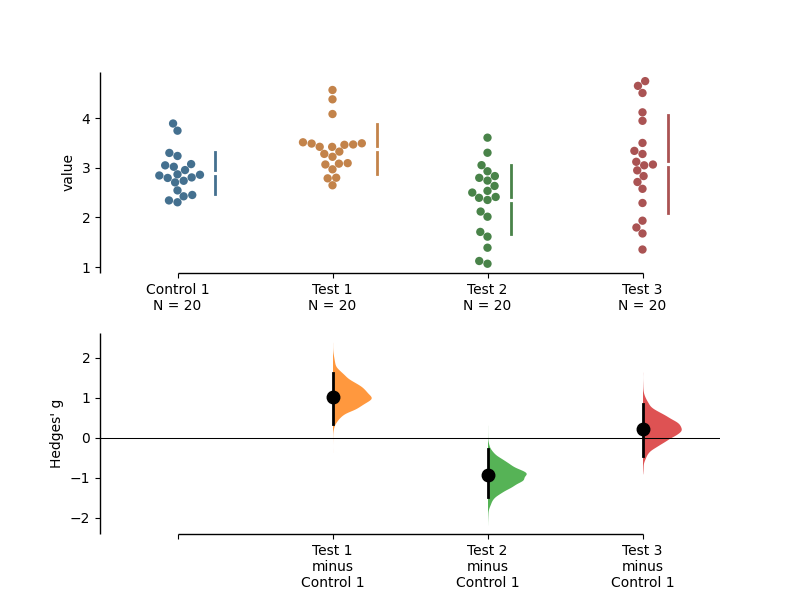 value
4
3
2
1
Control 1
N = 20
Test 1
N = 20
Test 2
N = 20
Test 3
N = 20
Hedges' g
2
1
0
−1
−2
Test 1
minus
Control 1
Test 2
minus
Control 1
Test 3
minus
Control 1